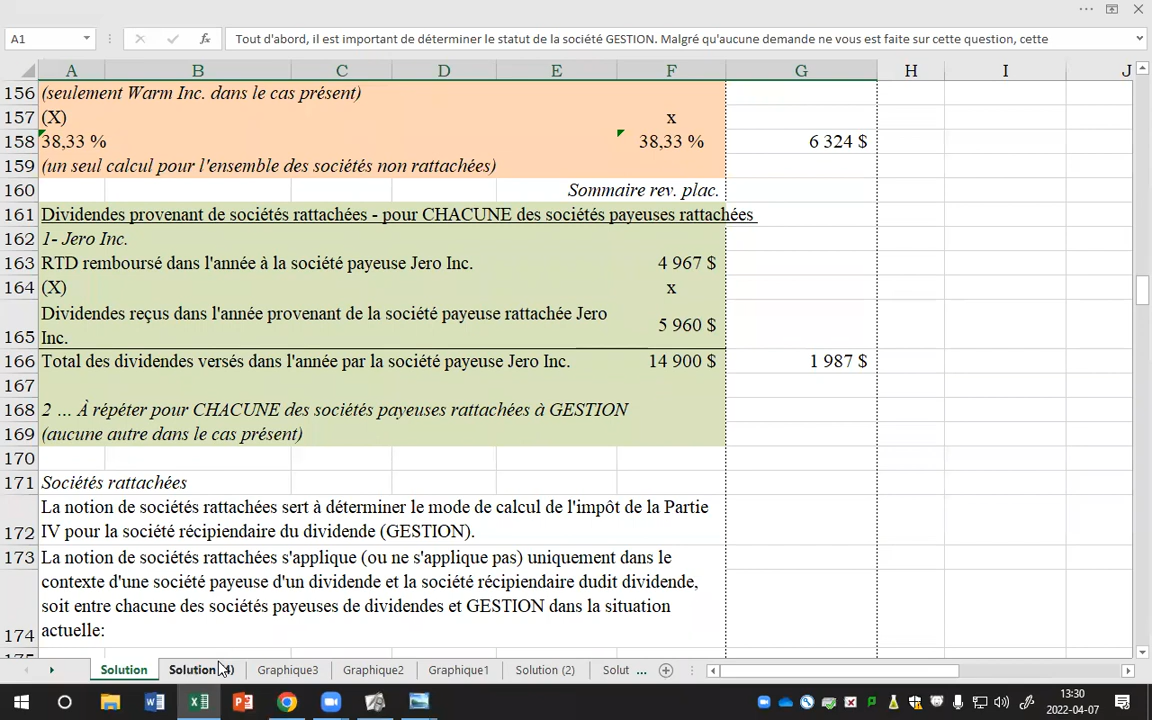 A1
Tout d'abord, il est important de déterminer le statut de la société GESTION. Malgré qu'aucune demande ne vous est faite sur cette question, cette
A B C D E F G H I J
156 (seulement Warm Inc. dans le cas présent)
157 (X) x
158 38,33 % 38,33 % 6 324 $
159 (un seul calcul pour l'ensemble des sociétés non rattachées)
160 Sommaire rev. plac.
161 Dividendes provenant de sociétés rattachées - pour CHACUNE des sociétés payeuses rattachées
162 1- Jero Inc.
163 RTD remboursé dans l'année à la société payeuse Jero Inc. 4 967 $
164 (X) x
Dividendes reçus dans l'année provenant de la société payeuse rattachée Jero 5 960 $
165 Inc.
166 Total des dividendes versés dans l'année par la société payeuse Jero Inc. 14 900 $ 1 987 $
167
168 2 ... À répéter pour CHACUNE des sociétés payeuses rattachées à GESTION
169 (aucune autre dans le cas présent)
170
171 Sociétés rattachées
La notion de sociétés rattachées sert à déterminer le mode de calcul de l'impôt de la Partie
172 IV pour la société récipiendaire du dividende (GESTION).
173 La notion de sociétés rattachées s'applique (ou ne s'applique pas) uniquement dans le
contexte d'une société payeuse d'un dividende et la société récipiendaire dudit dividende,
soit entre chacune des sociétés payeuses de dividendes et GESTION dans la situation
174 actuelle:
Solution Solution 4) Graphique3 Graphique2 Graphique1 Solution (2) Solut ...
13:30
2022-04-07